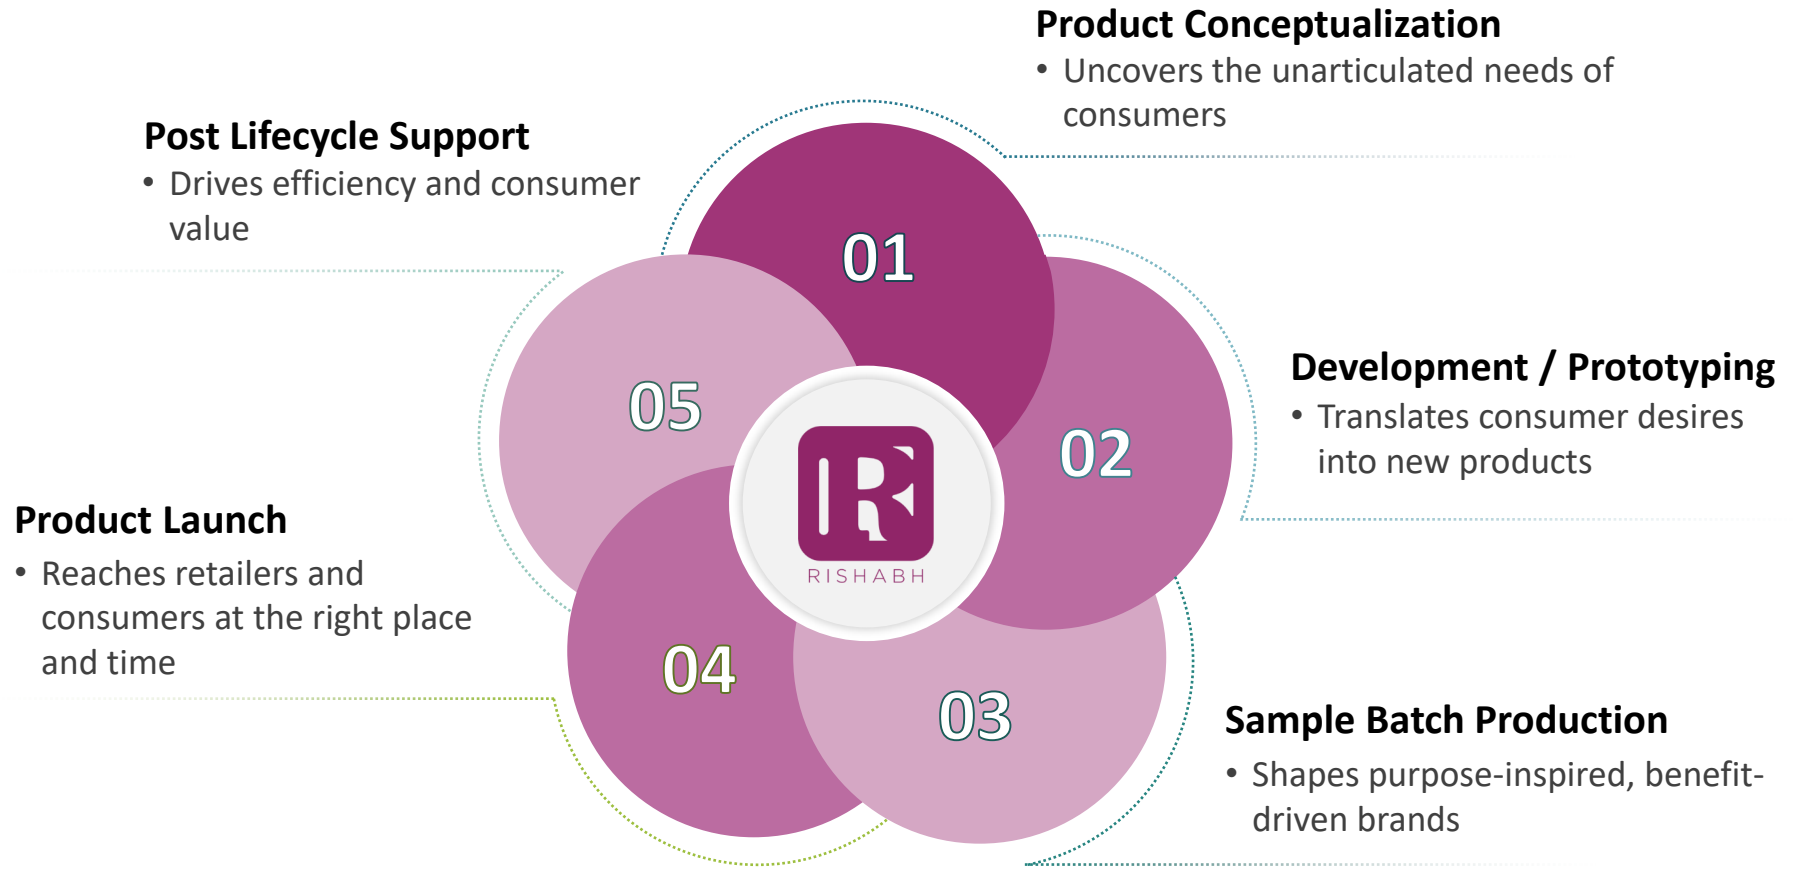 Product Conceptualization
• Uncovers the unarticulated needs of
consumers
Post Lifecycle Support
• Drives efficiency and consumer
value
01
05
02
Development / Prototyping
• Translates consumer desires
into new products
RISHABH
Product Launch
• Reaches retailers and
consumers at the right place
and time
04
03
Sample Batch Production
• Shapes purpose-inspired, benefit-
driven brands